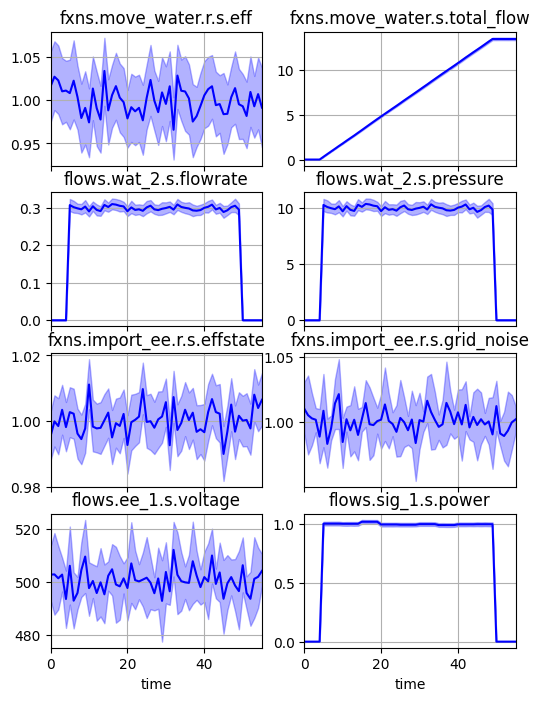 fxns.move_water.r.s.eff
fxns.move_water.s.total_flow
1.05
1.00
0.95
10
5
0
flows.wat_2.s.flowrate
flows.wat_2.s.pressure
0.3
0.2
0.1
0.0
10
5
0
fxns.import_ee.r.s.effstate
fxns.import_ee.r.s.grid_noise
1.02
1.00
0.98
1.05
1.00
flows.ee_1.s.voltage
flows.sig_1.s.power
520
500
480
1.0
0.5
0.0
0 20 40
0 20 40
time
time